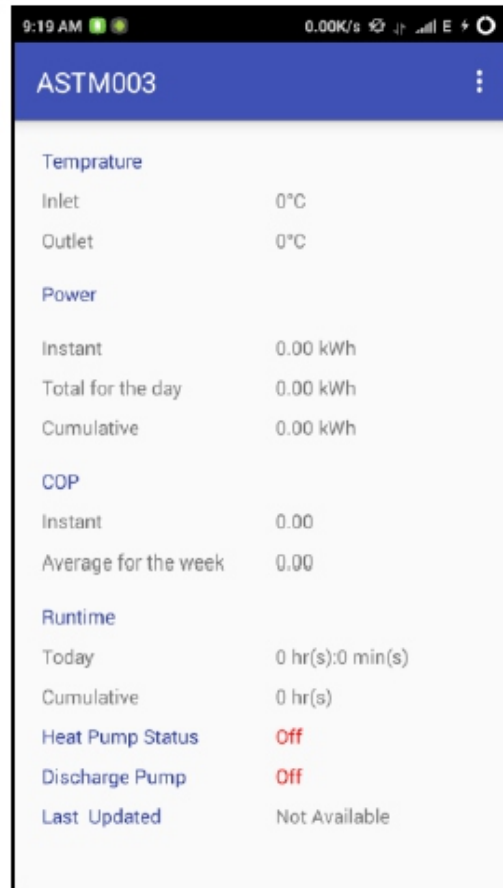 9:19 AM 0.00K/s E
ASTM003
Temprature
Inlet 0°C
Outlet 0°C
Power
Instant 0.00 kWh
Total for the day 0.00 kWh
Cumulative 0.00 kWh
COP
Instant 0.00
Average for the week 0.00
Runtime
Today 0 hr(s):0 min(s)
Cumulative 0 hr(s)
Heat Pump Status Off
Discharge Pump Off
Last Updated Not Available